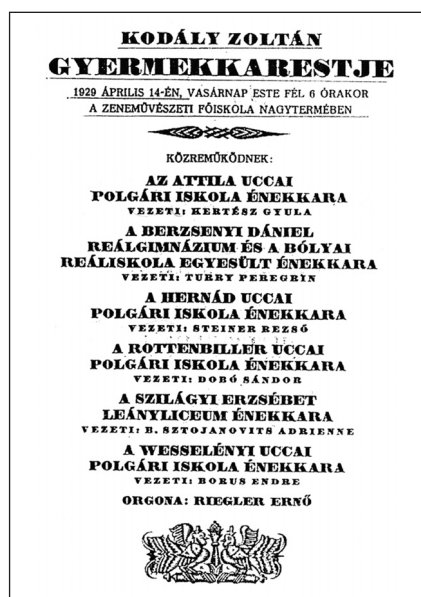 KODÁLY ZOLTÁN
GYERMEKKARESTJE
1929 ÁPRILIS 14-ÉN, VASÁRNAP ESTE FÉL 6 ÓRAKOR
A ZENEMŰVÉSZETI FŐISKOLA NAGYTERMÉBEN
KÖZREMŰKÖDNEK:
AZ ATTILA UCCAI
POLGÁRI ISKOLA ÉNEKKARA
VEZETI: KERTÉSZ GYULA
A BERZSENYI DÁNIEL
REÁLGIMNÁZIUM ÉS A BÓLYAI
REÁLISKOLA EGYESÜLT ÉNEKKARA
VEZETI: TURRY PEREGRIN
A HERNÁD UCCAI
POLGÁRI ISKOLA ÉNEKKARA
VEZETI: STEINER REZSŐ
A ROTTENBILLER UCCAI
POLGÁRI ISKOLA ÉNEKKARA
VEZETI: DOBÓ SÁNDOR
A SZILÁGYI ERZSÉBET
LEÁNYLICEUM ÉNEKKARA
VEZETI: B. SZTOJANOVITS ADRIENNE
A WESSELÉNYI UCCAI
POLGÁRI ISKOLA ÉNEKKARA
VEZETI: BORUS ENDRE
ORGONA: RIEGLER ERNŐ